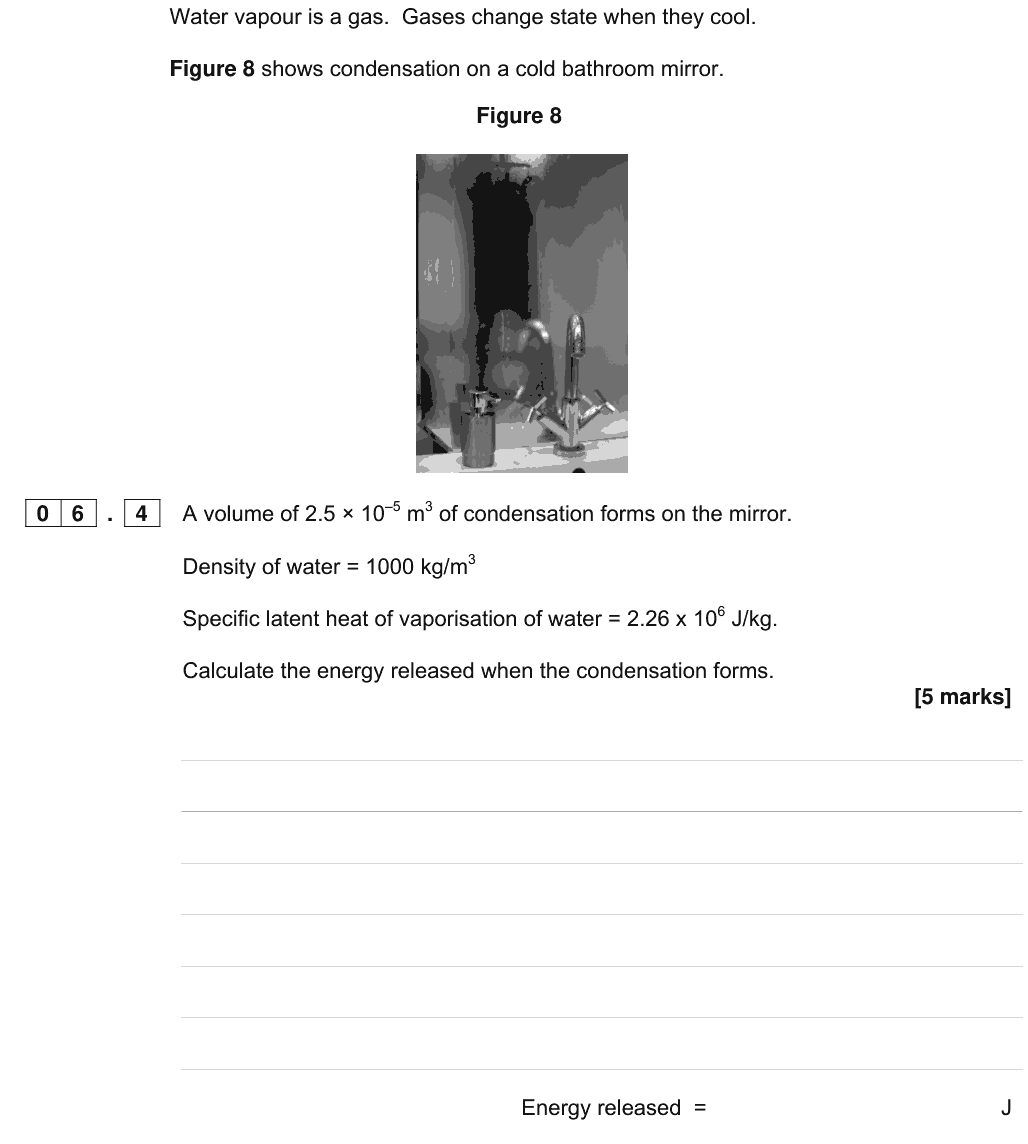 Water vapour is a gas.  Gases change state when they cool.
Figure 8 shows condensation on a cold bathroom mirror.
Figure 8
0 6 . 4 A volume of 2.5 × 10⁻⁵ m³ of condensation forms on the mirror.
Density of water = 1000 kg/m³
Specific latent heat of vaporisation of water = 2.26 x 10⁶ J/kg.
Calculate the energy released when the condensation forms.
[5 marks]
Energy released = J